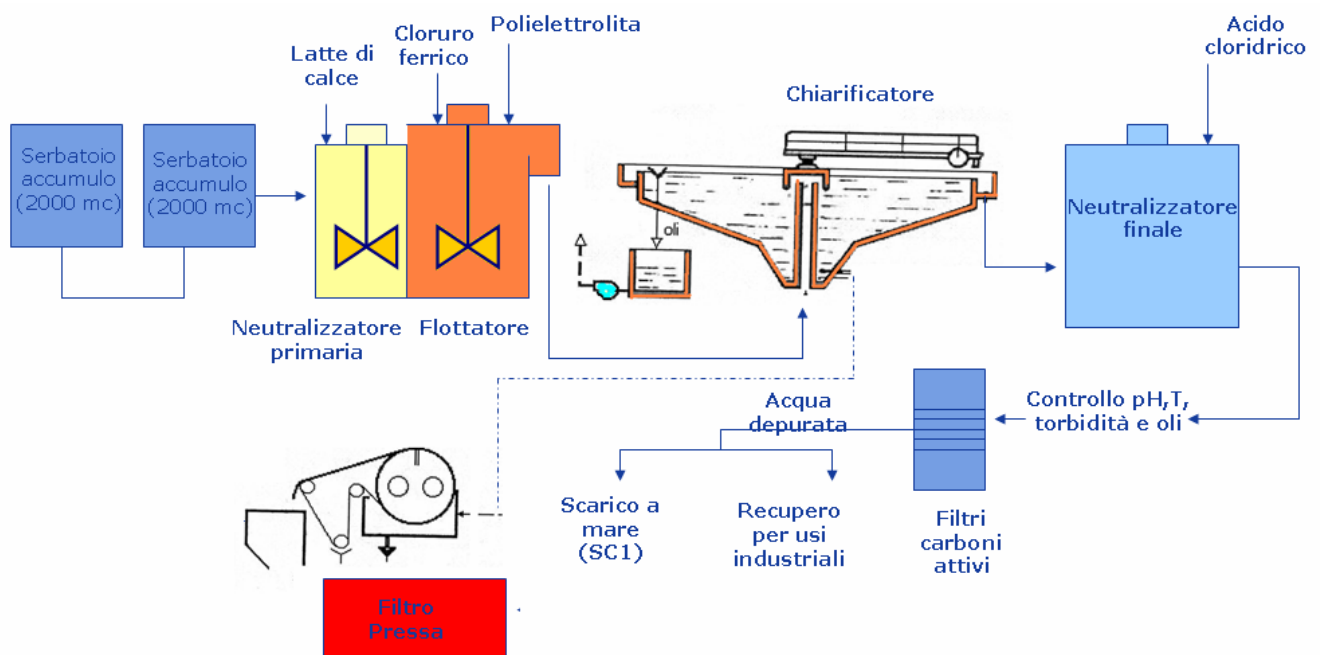 Polielettrolita
Cloruro
ferrico
Latte di
calce
Acido
cloridrico
Chiarificatore
Serbatoio
accumulo
(2000 mc)
Serbatoio
accumulo
(2000 mc)
oli
Neutralizzatore
finale
Neutralizzatore
primaria
Flottatore
Acqua
depurata
Controllo pH,T,
torbidità e oli
Scarico a
mare
(SC1)
Recupero
per usi
industriali
Filtri
carboni
attivi
Filtro
Pressa